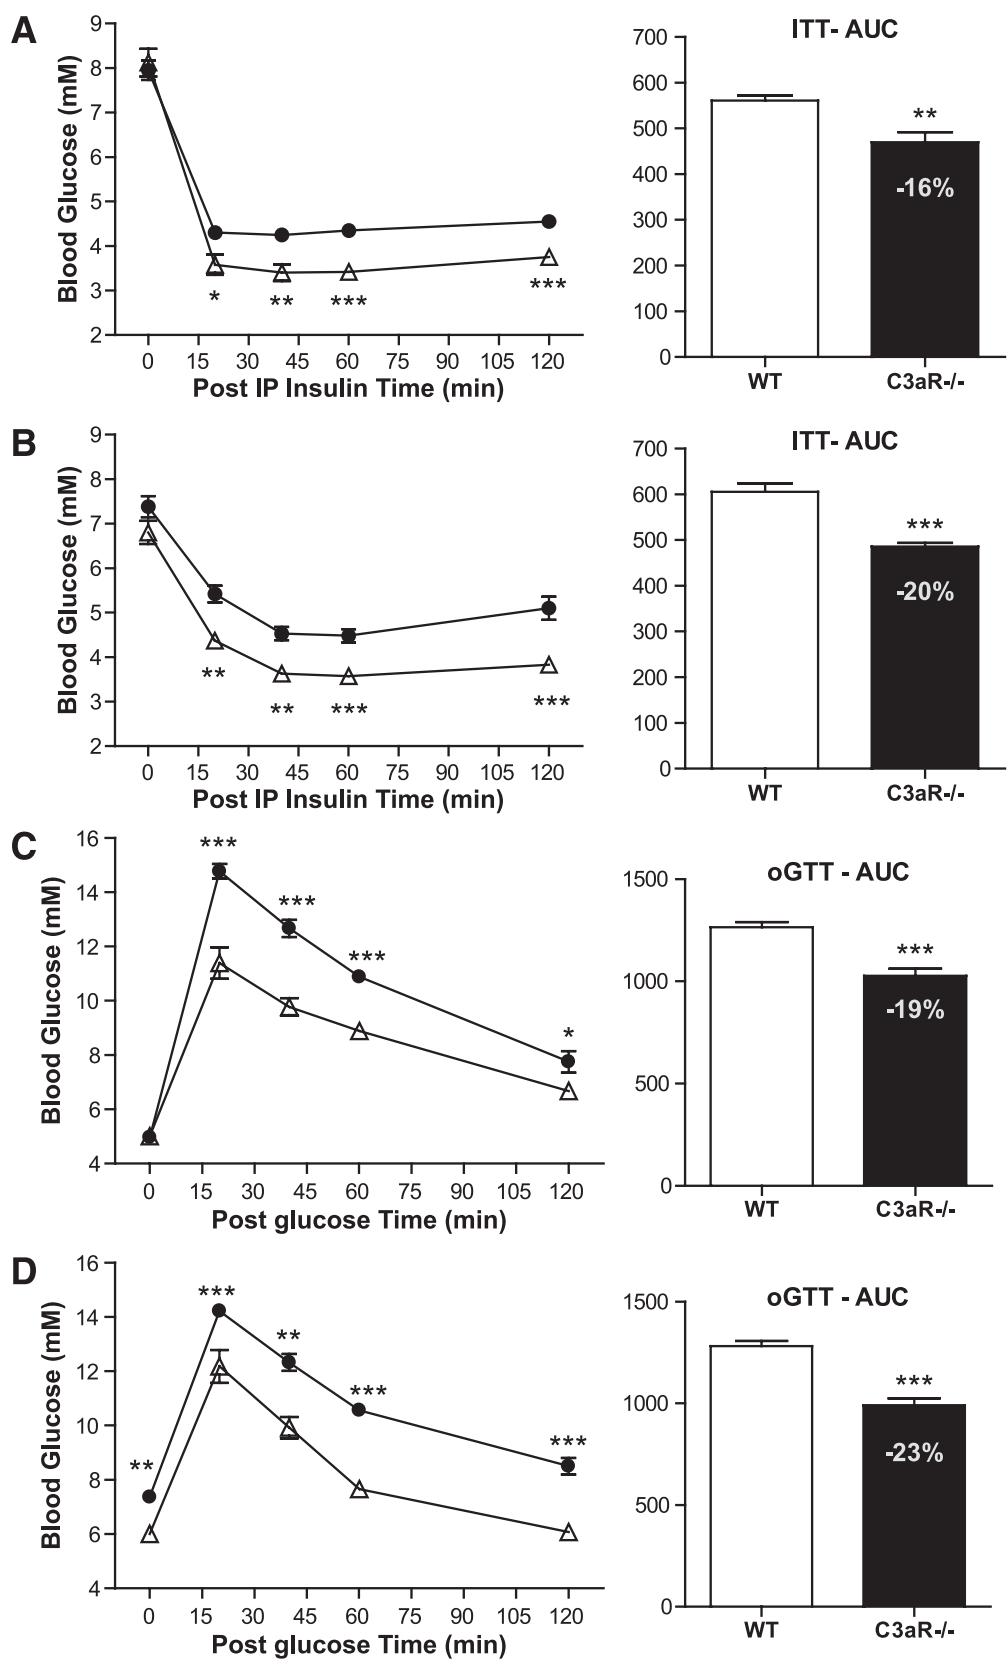 A
9
8
7
6
5
4
3
2
Blood Glucose (mM)
* ** *** ***
0 15 30 45 60 75 90 105 120
Post IP Insulin Time (min)
ITT- AUC
700
600
500
400
300
200
100
0
**
-16%
WT C3aR-/-
B
9
8
7
6
5
4
3
2
Blood Glucose (mM)
** ** *** ***
0 15 30 45 60 75 90 105 120
Post IP Insulin Time (min)
ITT- AUC
700
600
500
400
300
200
100
0
***
-20%
WT C3aR-/-
C
16
14
12
10
8
6
4
Blood Glucose (mM)
*** *** *** *
0 15 30 45 60 75 90 105 120
Post glucose Time (min)
oGTT - AUC
1500
1000
500
0
***
-19%
WT C3aR-/-
D
16
14
12
10
8
6
4
Blood Glucose (mM)
** *** ** *** ***
0 15 30 45 60 75 90 105 120
Post glucose Time (min)
oGTT - AUC
1500
1000
500
0
***
-23%
WT C3aR-/-